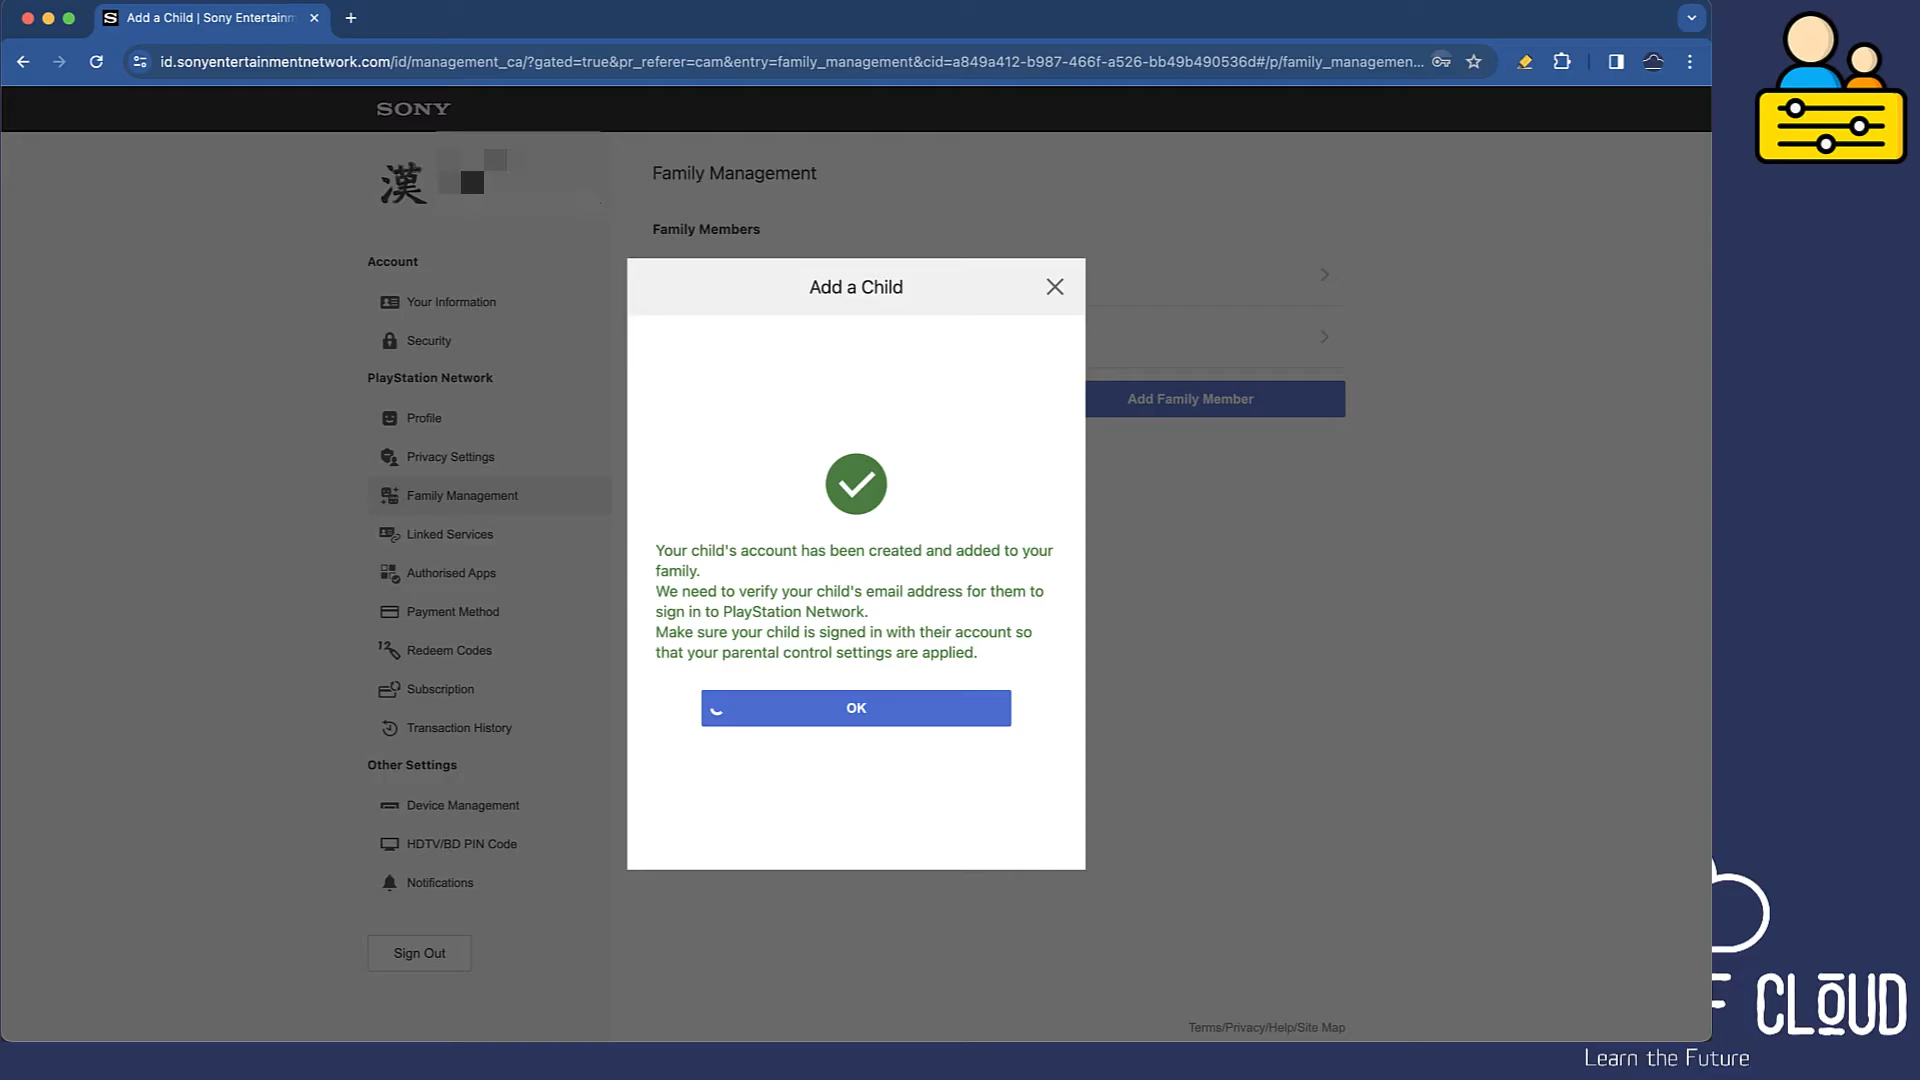 Add a Child | Sony Entertainm
id.sonyentertainmentnetwork.com/id/management_ca/?gated=true&pr_referer=cam&entry=family_management&cid=a849a412-b987-466f-a526-bb49b490536d#/p/family_managemen...
SONY
漢
Account
Your Information
Security
PlayStation Network
Profile
Privacy Settings
Family Management
Linked Services
Authorised Apps
Payment Method
Redeem Codes
Subscription
Transaction History
Other Settings
Device Management
HDTV/BD PIN Code
Notifications
Sign Out
Family Management
Family Members
Add Family Member
Add a Child
Your child's account has been created and added to your
family.
We need to verify your child's email address for them to
sign in to PlayStation Network.
Make sure your child is signed in with their account so
that your parental control settings are applied.
OK
Terms/Privacy/Help/Site Map
F CLOUD
Learn the Future